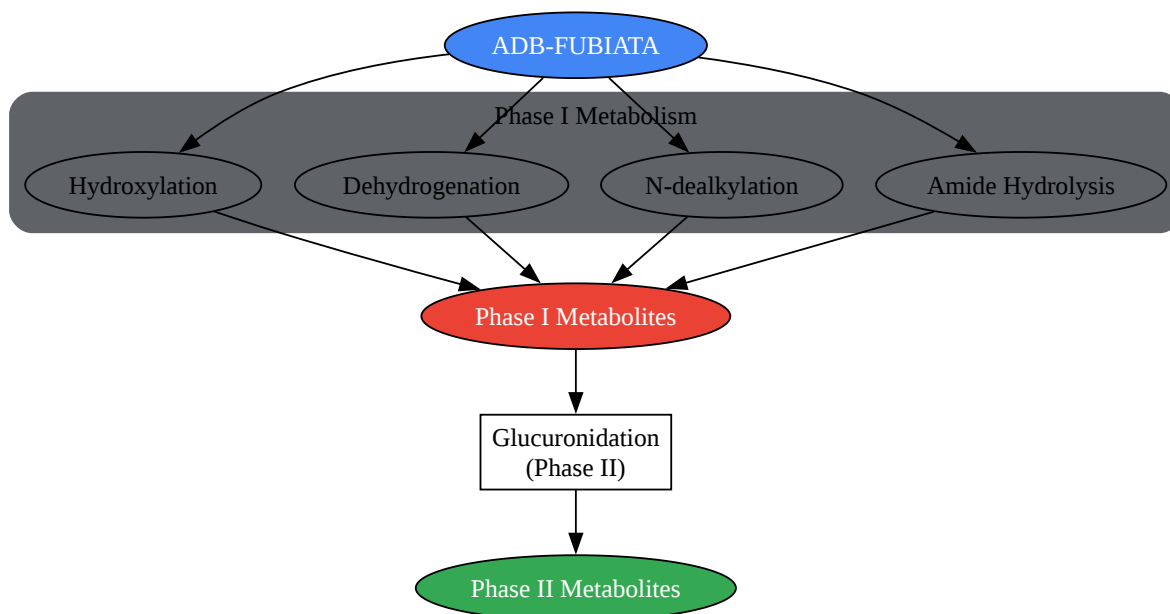 ADB-FUBIATA
Phase I Metabolism
Hydroxylation
Dehydrogenation
N-dealkylation
Amide Hydrolysis
Phase I Metabolites
Glucuronidation
(Phase II)
Phase II Metabolites